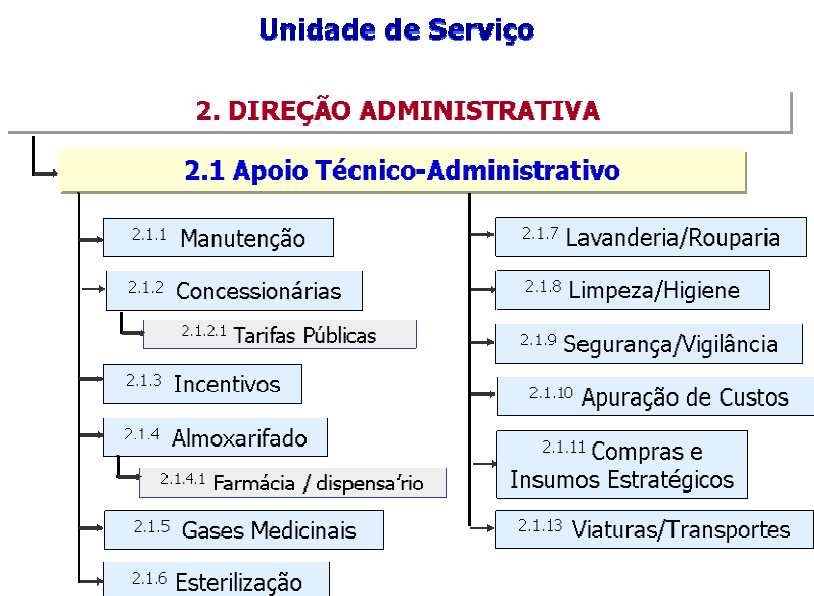 Unidade de Serviço
2. DIREÇÃO ADMINISTRATIVA
2.1 Apoio Técnico-Administrativo
2.1.1 Manutenção
2.1.2 Concessionárias
2.1.2.1 Tarifas Públicas
2.1.3 Incentivos
2.1.4 Almoxarifado
2.1.4.1 Farmácia / dispensa´rio
2.1.5 Gases Medicinais
2.1.6 Esterilização
2.1.7 Lavanderia/Rouparia
2.1.8 Limpeza/Higiene
2.1.9 Segurança/Vigilância
2.1.10 Apuração de Custos
2.1.11 Compras e
Insumos Estratégicos
2.1.13 Viaturas/Transportes